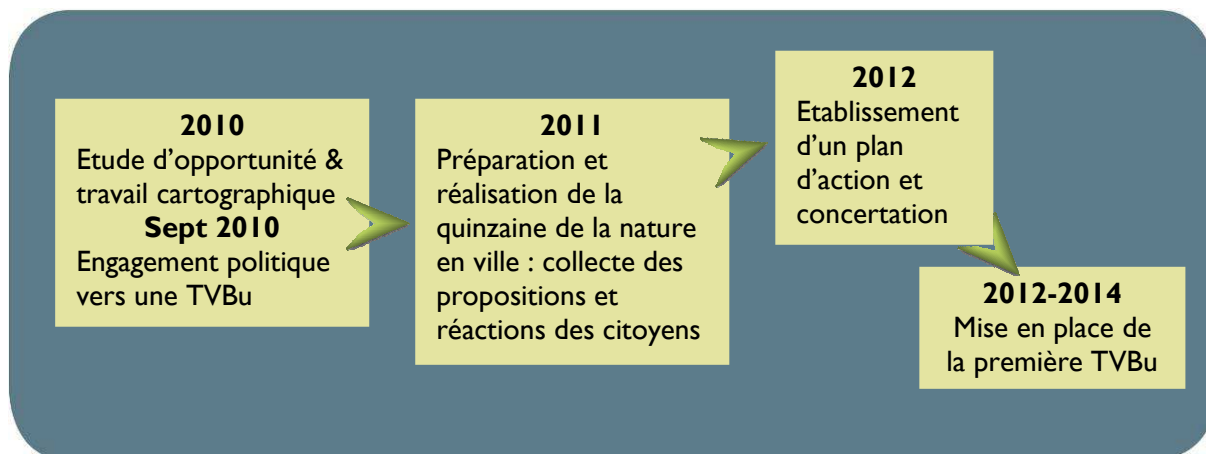 2010
Etude d’opportunité &
travail cartographique
Sept 2010
Engagement politique
vers une TVBu
2011
Préparation et
réalisation de la
quinzaine de la nature
en ville : collecte des
propositions et
réactions des citoyens
2012
Etablissement
d’un plan
d’action et
concertation
2012-2014
Mise en place de
la première TVBu